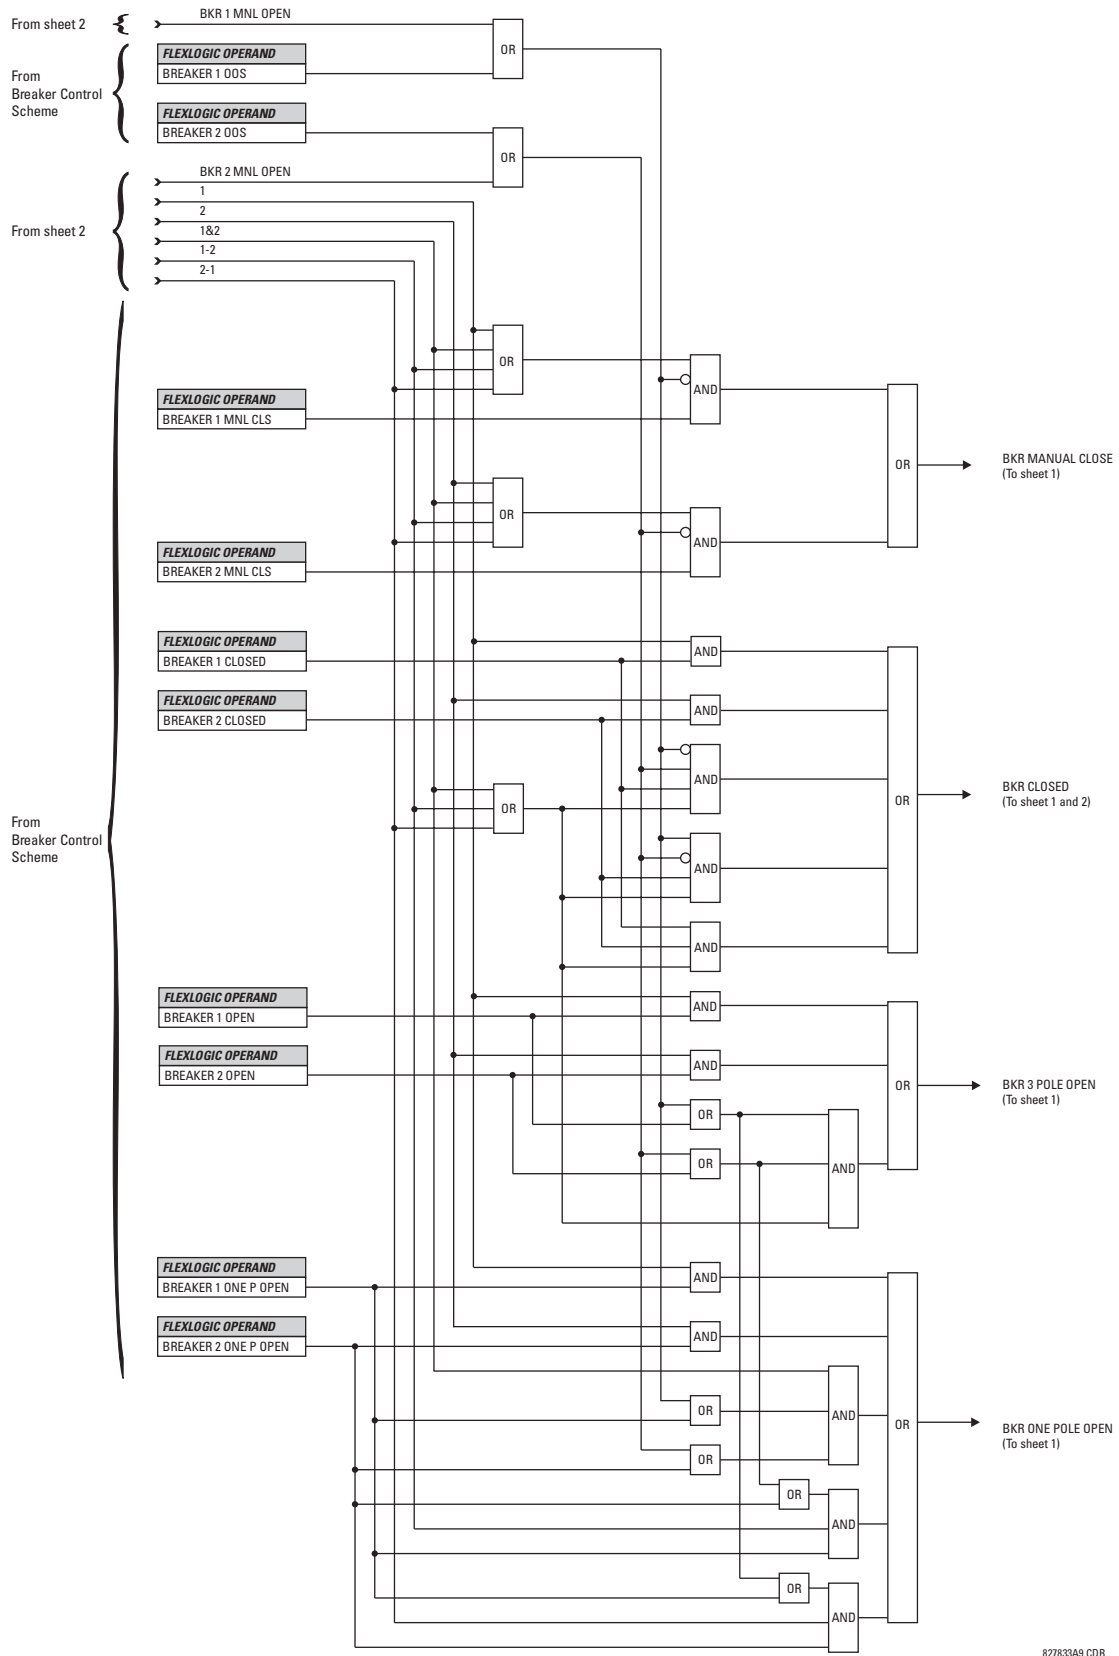 From sheet 2
BKR 1 MNL OPEN
OR
From
Breaker Control
Scheme
FLEXLOGIC OPERAND
BREAKER 1 OOS
FLEXLOGIC OPERAND
BREAKER 2 OOS
OR
From sheet 2
BKR 2 MNL OPEN
1
2
1&2
1-2
2-1
OR
AND
FLEXLOGIC OPERAND
BREAKER 1 MNL CLS
OR
BKR MANUAL CLOSE
(To sheet 1)
OR
AND
FLEXLOGIC OPERAND
BREAKER 2 MNL CLS
FLEXLOGIC OPERAND
BREAKER 1 CLOSED
AND
FLEXLOGIC OPERAND
BREAKER 2 CLOSED
AND
AND
OR
OR
BKR CLOSED
(To sheet 1 and 2)
From
Breaker Control
Scheme
AND
AND
FLEXLOGIC OPERAND
BREAKER 1 OPEN
AND
FLEXLOGIC OPERAND
BREAKER 2 OPEN
AND
OR
BKR 3 POLE OPEN
(To sheet 1)
OR
OR
AND
FLEXLOGIC OPERAND
BREAKER 1 ONE P OPEN
AND
FLEXLOGIC OPERAND
BREAKER 2 ONE P OPEN
AND
OR
AND
OR
BKR ONE POLE OPEN
(To sheet 1)
OR
OR
AND
OR
AND
827833A9.CDR